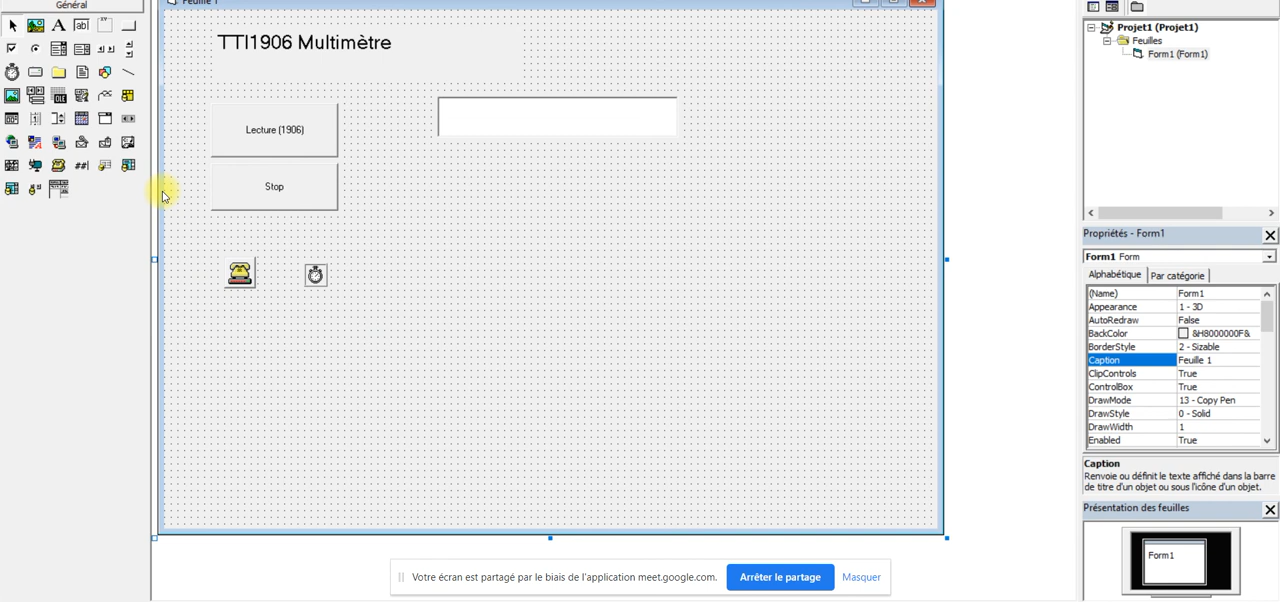 Général
Feuille 1
TTI1906 Multimètre
Lecture (1906)
Stop
Projet1 (Projet1)
Feuilles
Form1 (Form1)
Propriétés - Form1
Form1 Form
Alphabétique Par catégorie
(Name) Form1
Appearance 1 - 3D
AutoRedraw False
BackColor &H8000000F&
BorderStyle 2 - Sizable
Caption Feuille 1
ClipControls True
ControlBox True
DrawMode 13 - Copy Pen
DrawStyle 0 - Solid
DrawWidth 1
Enabled True
Caption
Renvoie ou définit le texte affiché dans la barre
de titre d'un objet ou sous l'icône d'un objet.
Présentation des feuilles
Form1
Votre écran est partagé par le biais de l'application meet.google.com. Arrêter le partage Masquer